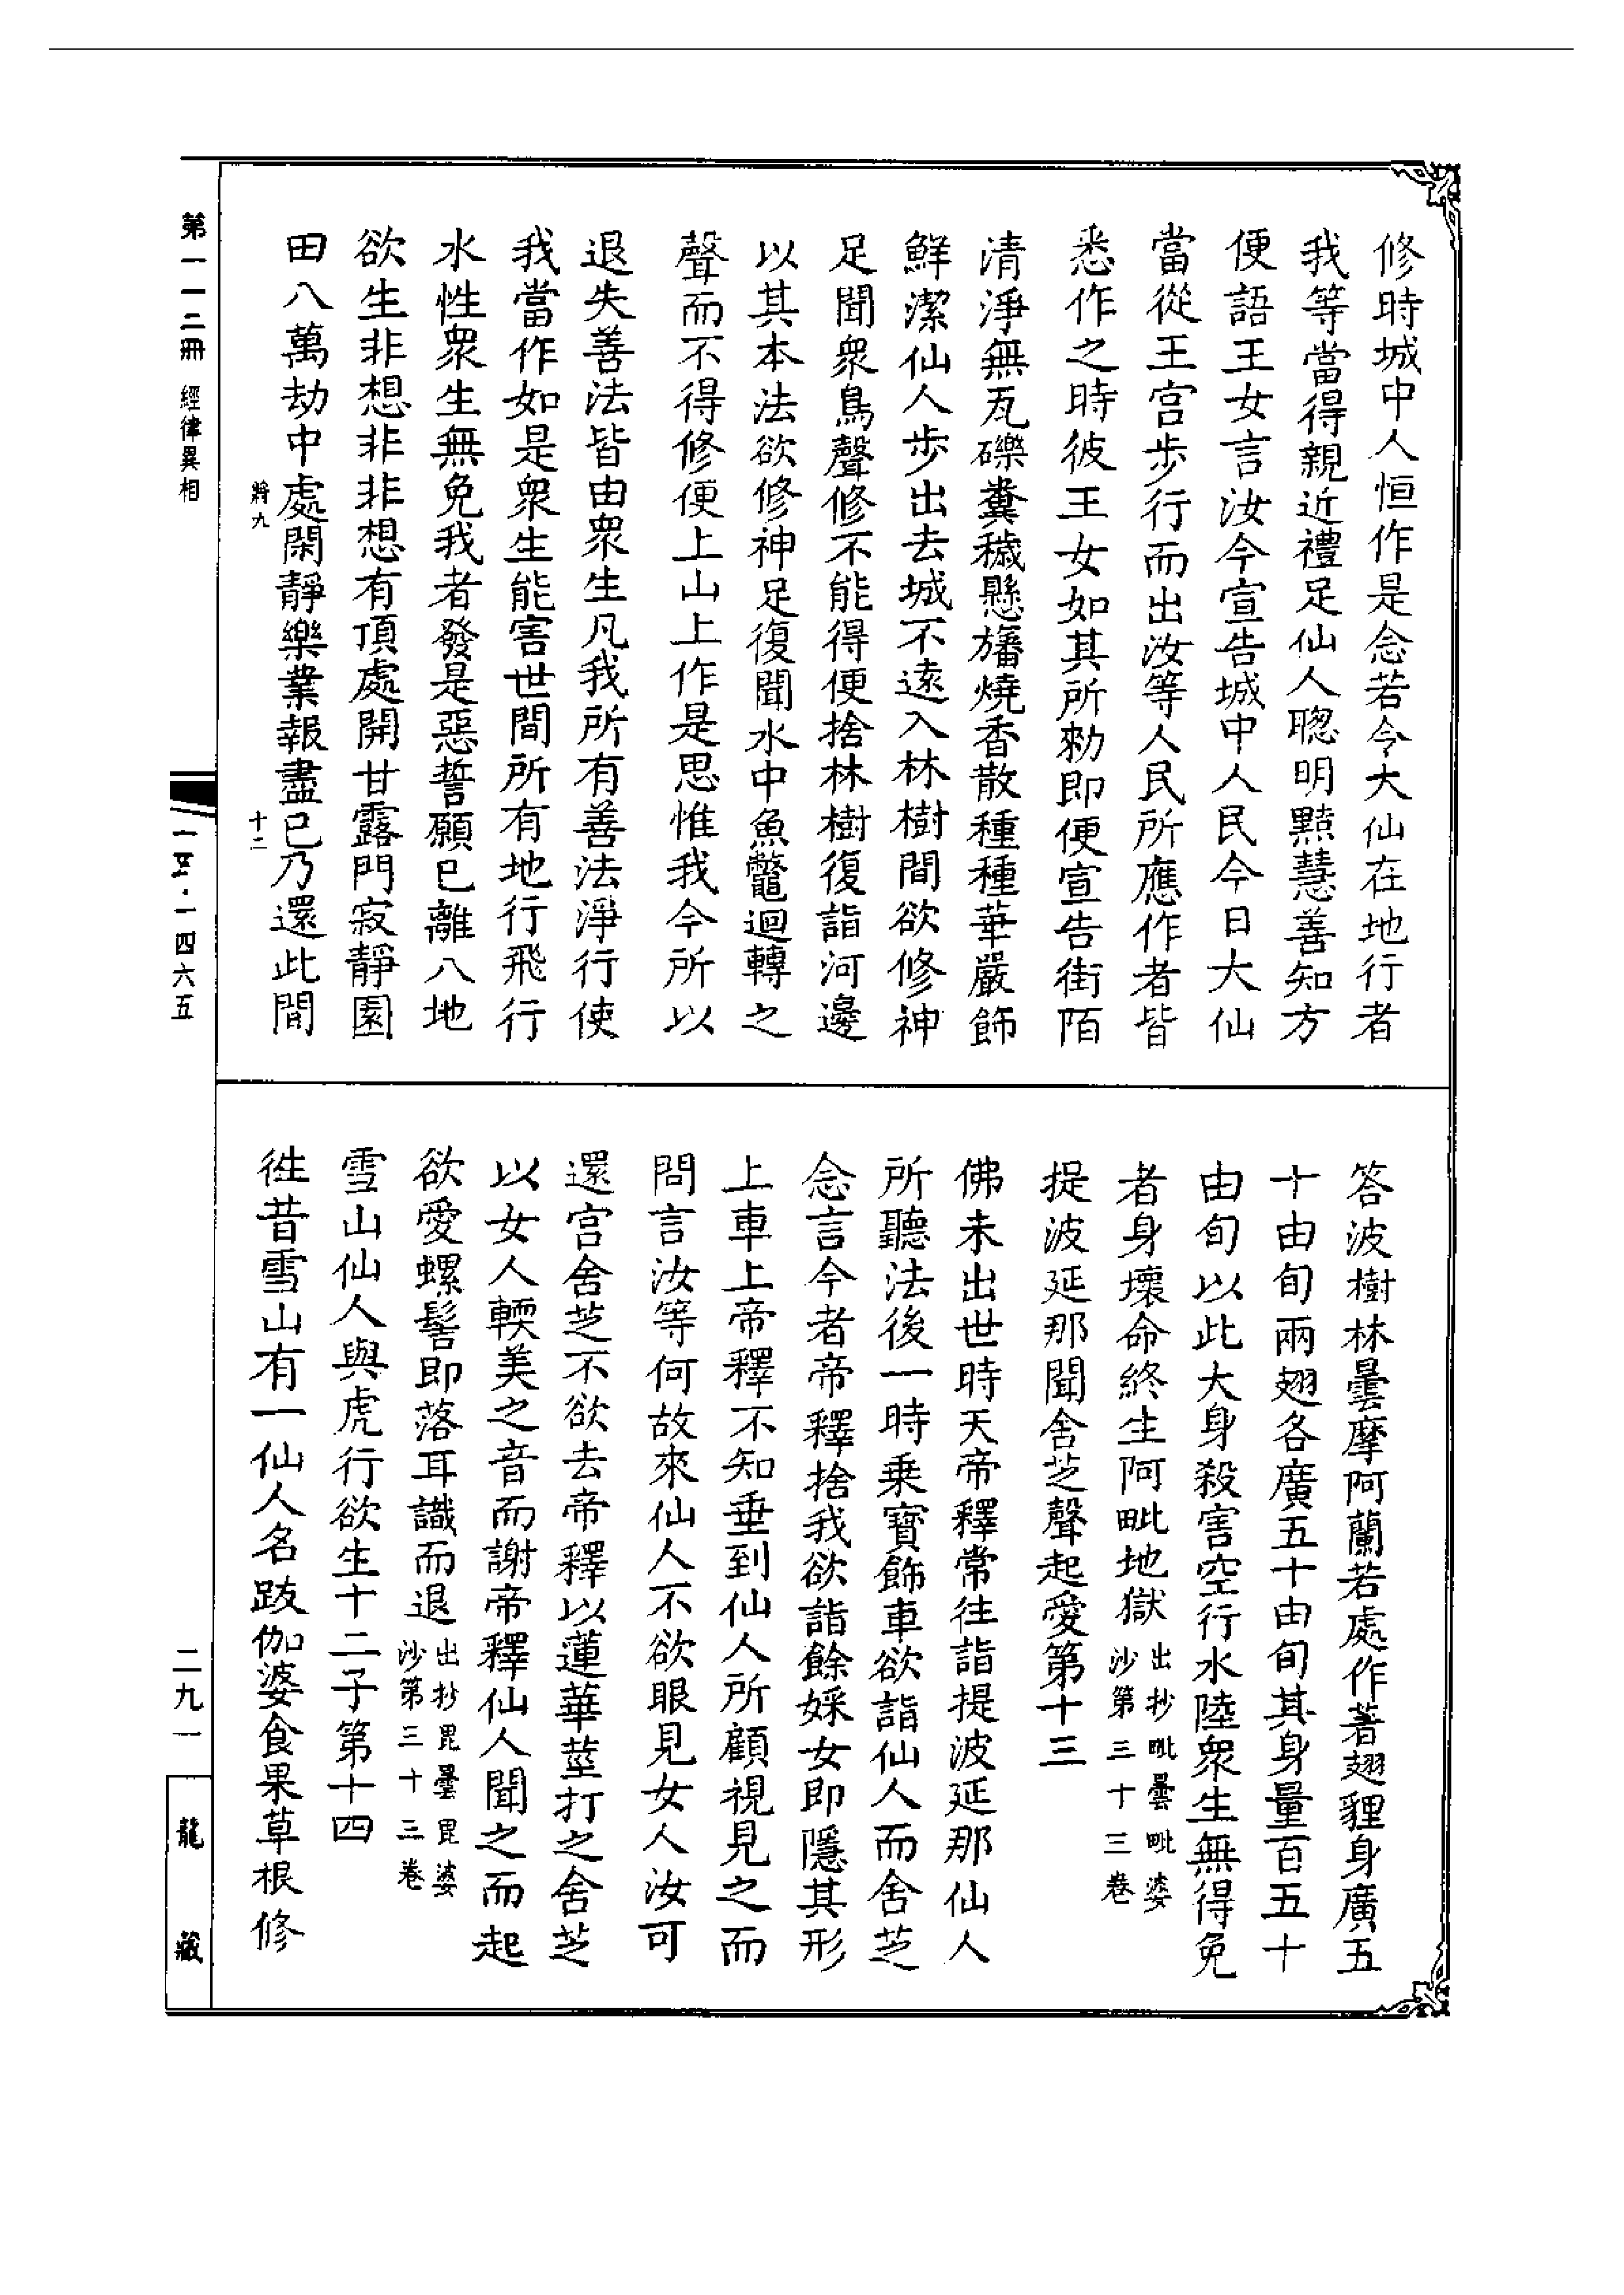 修時城中人恒作是念若今大仙在地行者
我等當得親近禮足仙人聰明黠慧善知方
便語王女言汝今宣告城中人民今日大仙
當從王宮步行而出汝等人民所應作者皆
悉作之時彼王女如其所勑即便宣告街陌
清淨無瓦礫糞穢懸旛燒香散種種華嚴飾
鮮潔仙人步出去城不遠入林樹間欲修神
足聞衆鳥聲修不能得便捨林樹復詣河邊
以其本法欲修神足復聞水中魚鼈迴轉之
聲而不得修便上山上作是思惟我今所以
退失善法皆由衆生凡我所有善法淨行使
我當作如是衆生能害世間所有地行飛行
水性衆生無免我者發是惡誓願已離八地
欲生非想非非想有頂處開甘露門寂靜園
田八萬劫中處閑靜樂業報盡已乃還此間
將九
十二
第一一二冊 經律異相
一一五·一四六五
答波樹林曇摩阿蘭若處作著翅貍身廣五
十由旬兩翅各廣五十由旬其身量百五十
由旬以此大身殺害空行水陸衆生無得免
者身壞命終生阿毗地獄出抄毗曇毗婆
沙第三十三卷
提波延那聞舍芝聲起愛第十三
佛未出世時天帝釋常往詣提波延那仙人
所聽法後一時乗寶飾車欲詣仙人而舍芝
念言今者帝釋捨我欲詣餘婇女即隱其形
上車上帝釋不知垂到仙人所顧視見之而
問言汝等何故來仙人不欲眼見女人汝可
還宮舍芝不欲去帝釋以蓮華莖打之舍芝
以女人輭美之音而謝帝釋仙人聞之而起
欲愛螺髻即落耳識而退出抄毘曇毘婆
沙第三十三卷
雪山仙人與虎行欲生十二子第十四
徃昔雪山有一仙人名跋伽婆食果草根修
二九一
龍藏